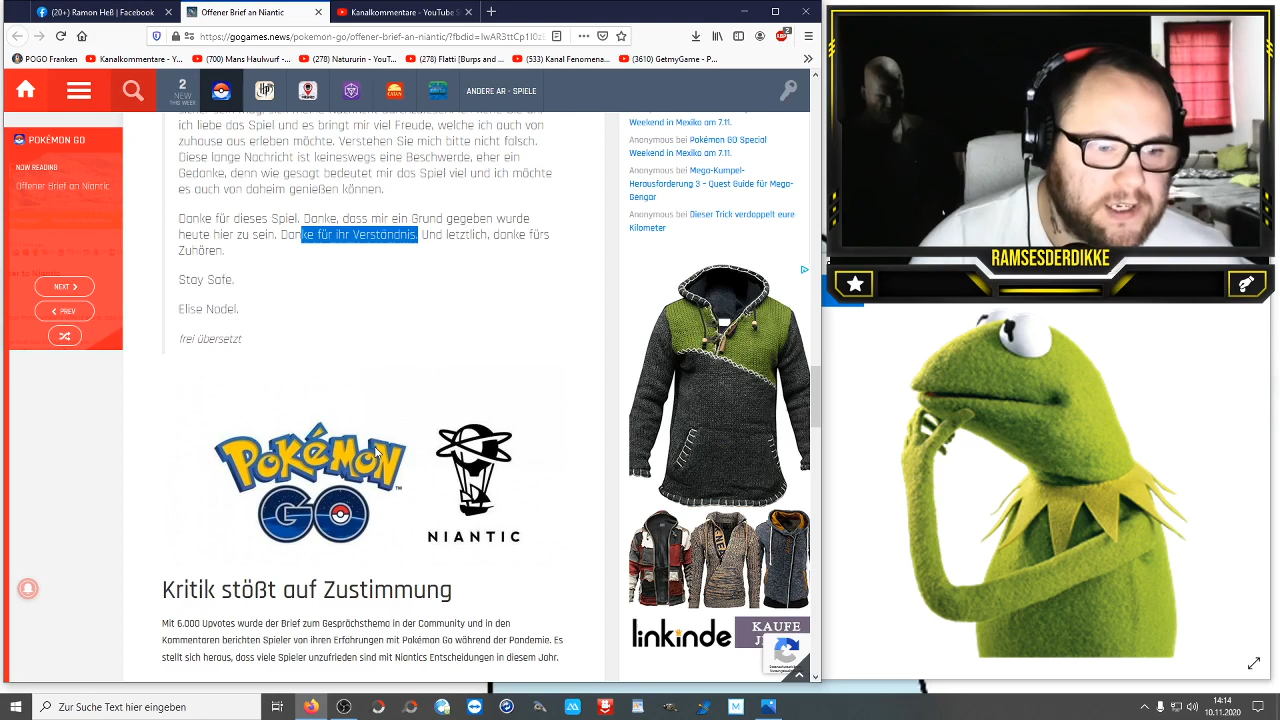 (20+) Ramon Heß | Facebook
Offener Brief an Niantic
Kanalkommentare - YouTube S
https://gogames.news/pokemon-go/offener-brief-an-niantic/
POGO Franken
Kanalkommentare - Y...
(700) Mans Haulwurf - ...
(278) Natururin - YouT...
(278) Flatti (Burps and ...
(533) Kanal Fenomena...
(3610) GetmyGame - P...
2
NEW
THIS WEEK
ANDERE AR - SPIELE
POKÉMON GO
NOW READING
Offener Brief an Niantic
NEXT
PREV
ich liebe das Spiel und es bringt mir viel Freude, welche ich auch von
zuhause aus erleben möchte. Verstehen Sie mich bitte nicht falsch.
Diese lange Nachricht ist keineswegs eine Beschwerde, eher ein
Gedanke, denn wie gesagt bedeutet mir das Spiel viel und ich möchte
es auch von daheim genießen können.
Danke für dieses Spiel. Danke, dass mir ein Grund gegeben wurde
heute hier zu sein. Danke für ihr Verständnis. Und letztlich, danke fürs
Zuhören.
Stay Safe,
Elise Nadel.
frei übersetzt
POKéMON
GO
NIANTIC
Kritik stößt auf Zustimmung
Mit 6.000 Upvotes wurde der Brief zum Gesprächsthema in der Community und in den
Kommentaren berichten Spieler von ihren Erfahrungen mit Pokémon Go während der Pandemie. Es
stellt sich heraus, dass viele Spieler unzufrieden sind mit Niantics Entscheidungen in diesem Jahr.
Weekend in Mexiko am 7.11.
Anonymous bei Pokémon GO Special
Weekend in Mexiko am 7.11.
Anonymous bei Mega-Kumpel-
Herausforderung 3 – Quest Guide für Mega-
Gengar
Anonymous bei Dieser Trick verdoppelt eure
Kilometer
linkinde
KAUFE
RAMSESDERDIKKE
Zur Suche Text hier eingeben
14:14
10.11.2020